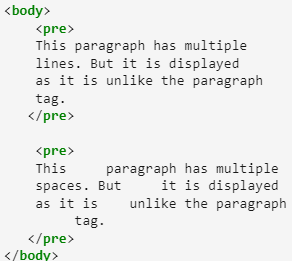 <body>
    <pre>
    This paragraph has multiple
    lines. But it is displayed
    as it is unlike the paragraph
    tag.
   </pre>

    <pre>
    This     paragraph has multiple
    spaces. But     it is displayed
    as it is    unlike the paragraph
         tag.
   </pre>
</body>